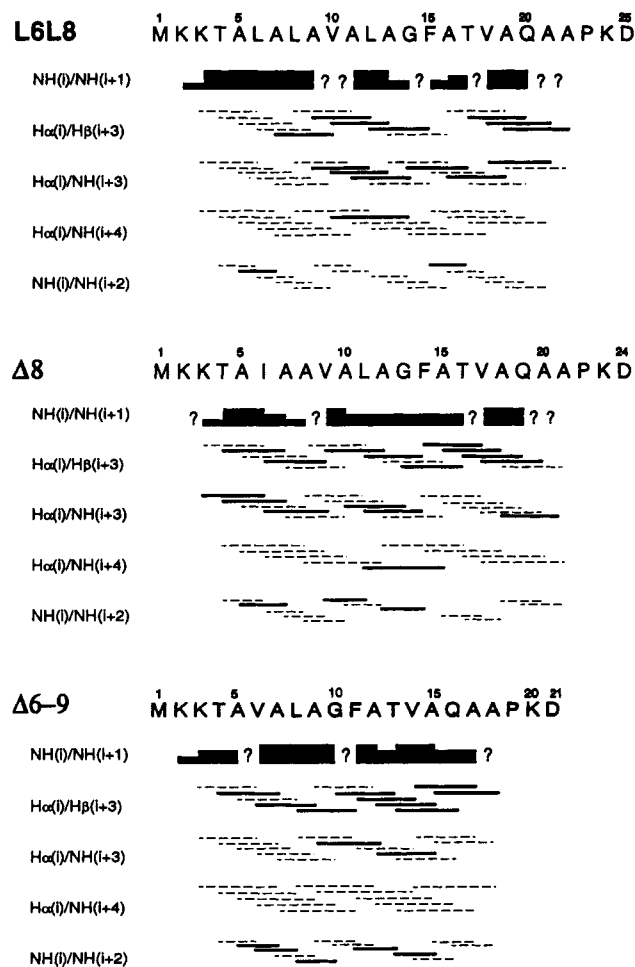 1 5 10 15 20 25
L6L8 M K K T A L A L A V A L A G F A T V A Q A A P K D
NH(i)/NH(i+1) ? ? ? ? ? ?
Hα(i)/Hβ(i+3)
Hα(i)/NH(i+3)
Hα(i)/NH(i+4)
NH(i)/NH(i+2)
1 5 10 15 20 24
Δ8 M K K T A I A A V A L A G F A T V A Q A A P K D
NH(i)/NH(i+1) ? ? ? ? ?
Hα(i)/Hβ(i+3)
Hα(i)/NH(i+3)
Hα(i)/NH(i+4)
NH(i)/NH(i+2)
1 5 10 15 20 21
Δ6–9 M K K T A V A L A G F A T V A Q A A P K D
NH(i)/NH(i+1) ? ? ?
Hα(i)/Hβ(i+3)
Hα(i)/NH(i+3)
Hα(i)/NH(i+4)
NH(i)/NH(i+2)